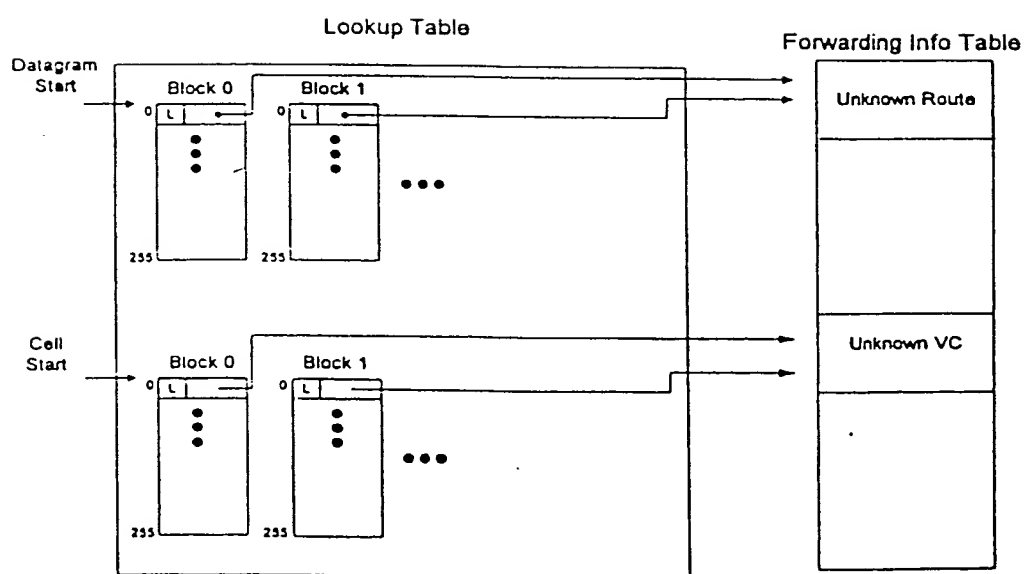 Lookup Table
Forwarding Info Table
Datagram
Start
Block 0
Block 1
0
L
0
L
Unknown Route
255
255
Cell
Start
Block 0
Block 1
Unknown VC
0
L
0
L
255
255